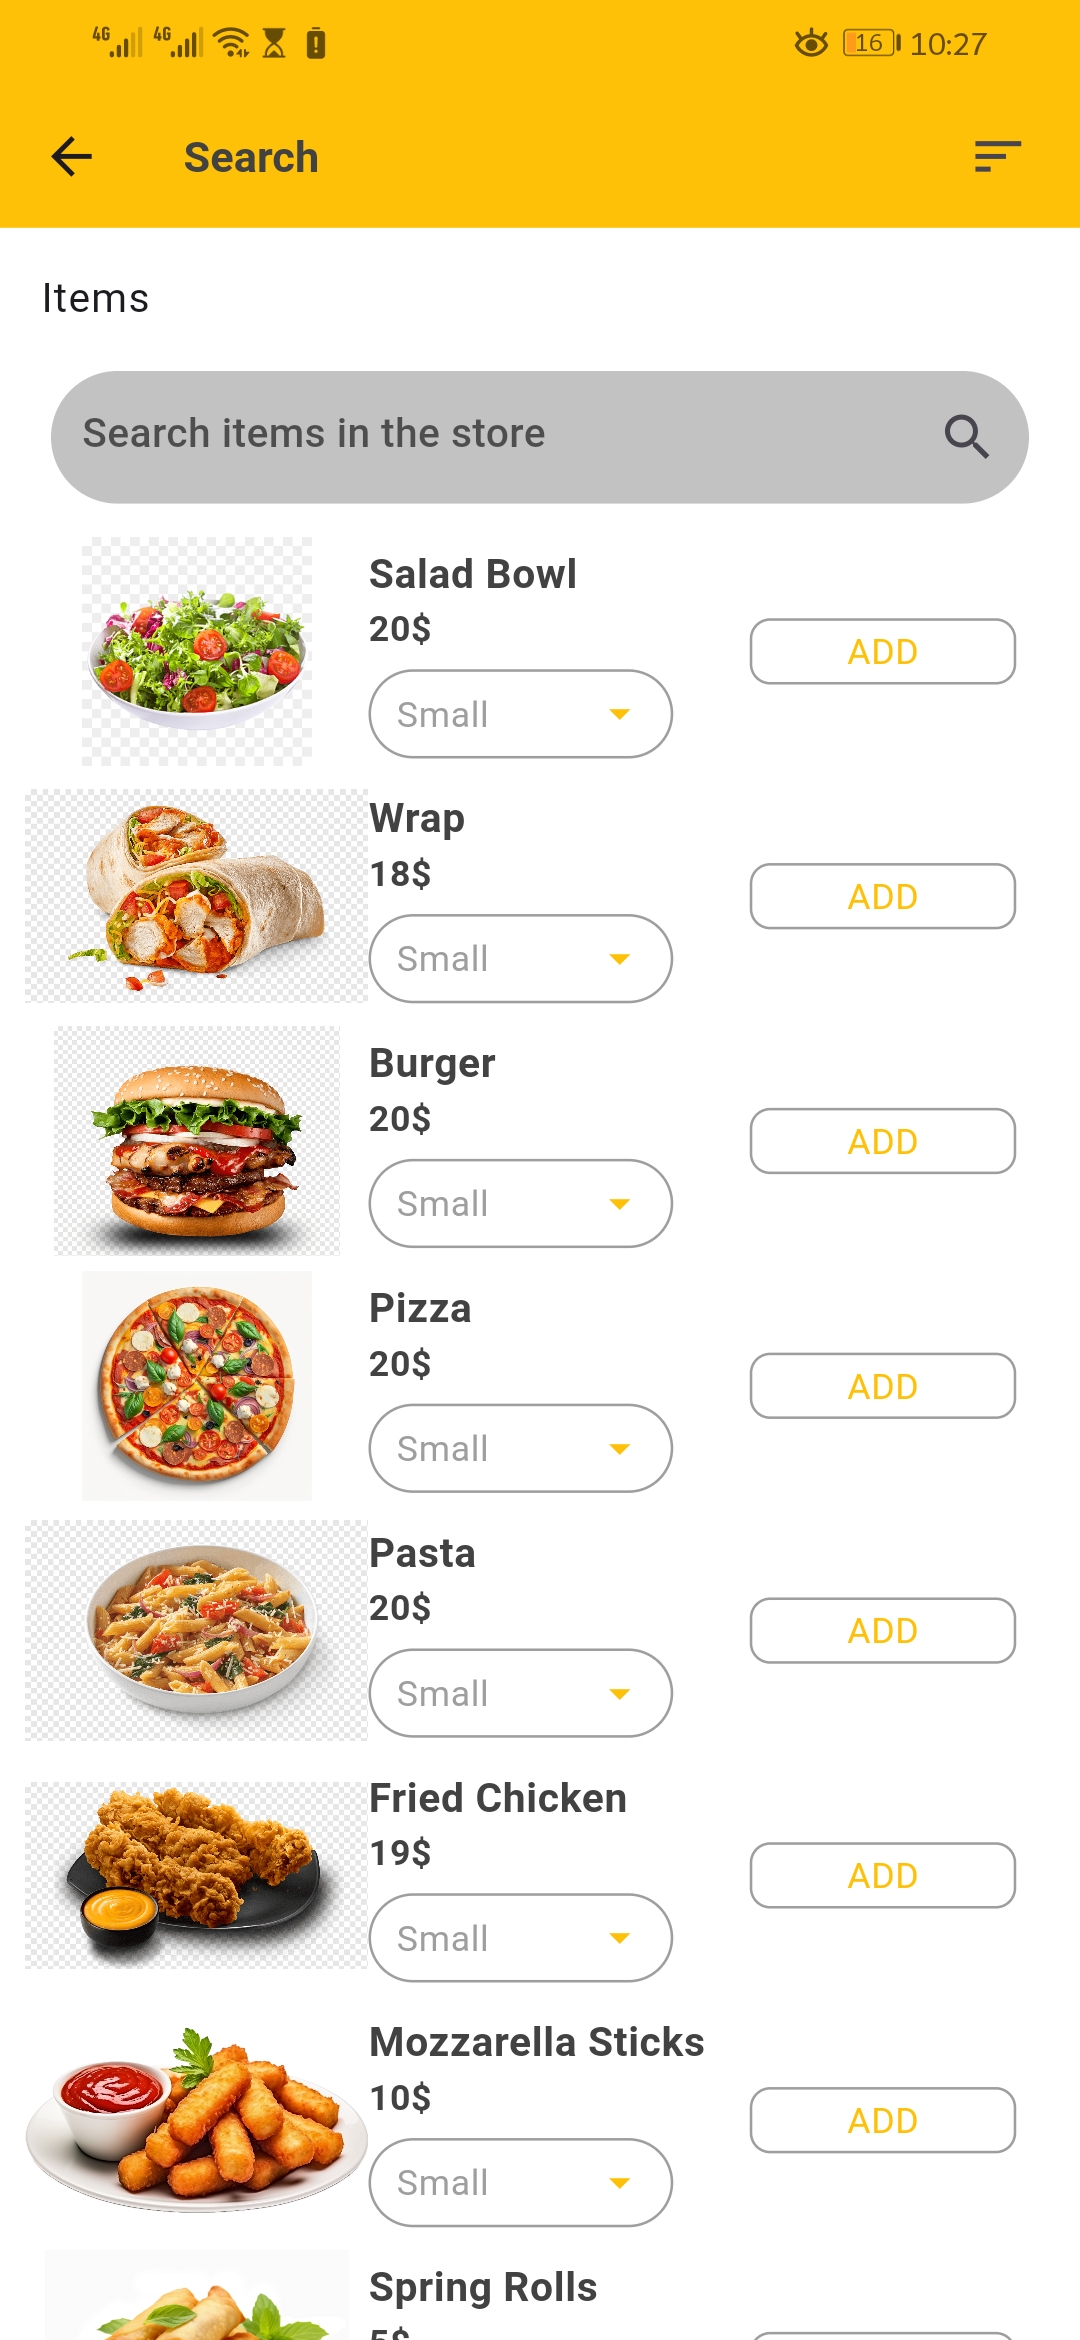 4G 4G 16 10:27
Search
Items
Search items in the store
Salad Bowl
20$
ADD
Small
Wrap
18$
ADD
Small
Burger
20$
ADD
Small
Pizza
20$
ADD
Small
Pasta
20$
ADD
Small
Fried Chicken
19$
ADD
Small
Mozzarella Sticks
10$
ADD
Small
Spring Rolls
5$